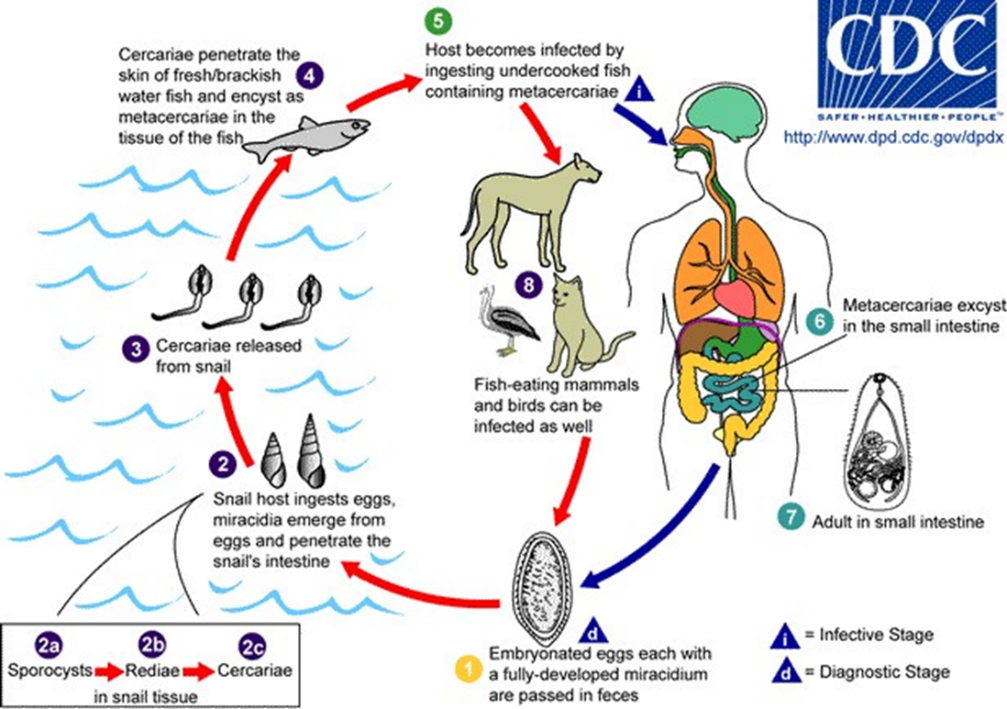 5
Host becomes infected by
ingesting undercooked fish
containing metacercariae
i
Cercariae penetrate the
skin of fresh/brackish
water fish and encyst as
metacercariae in the
tissue of the fish
4
CDC
SAFER • HEALTHIER • PEOPLE™
http://www.dpd.cdc.gov/dpdx
8
Fish-eating mammals
and birds can be
infected as well
6
Metacercariae excyst
in the small intestine
3
Cercariae released
from snail
2
Snail host ingests eggs,
miracidia emerge from
eggs and penetrate the
snail's intestine
7
Adult in small intestine
2a
2b
2c
Sporocysts
Rediae
Cercariae
in snail tissue
d
1
Embryonated eggs each with
a fully-developed miracidium
are passed in feces
i = Infective Stage
d = Diagnostic Stage